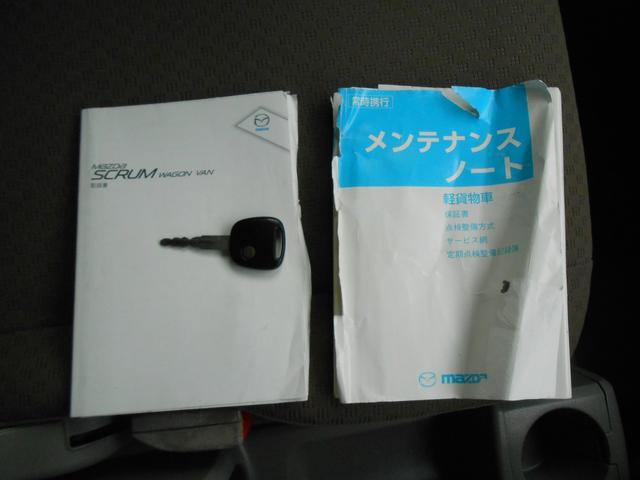 mazda
SCRUM WAGON VAN
取扱書
常時携行
メンテナンス
ノート
軽貨物車
保証書
点検整備方式
サービス網
定期点検整備記録簿
mazda